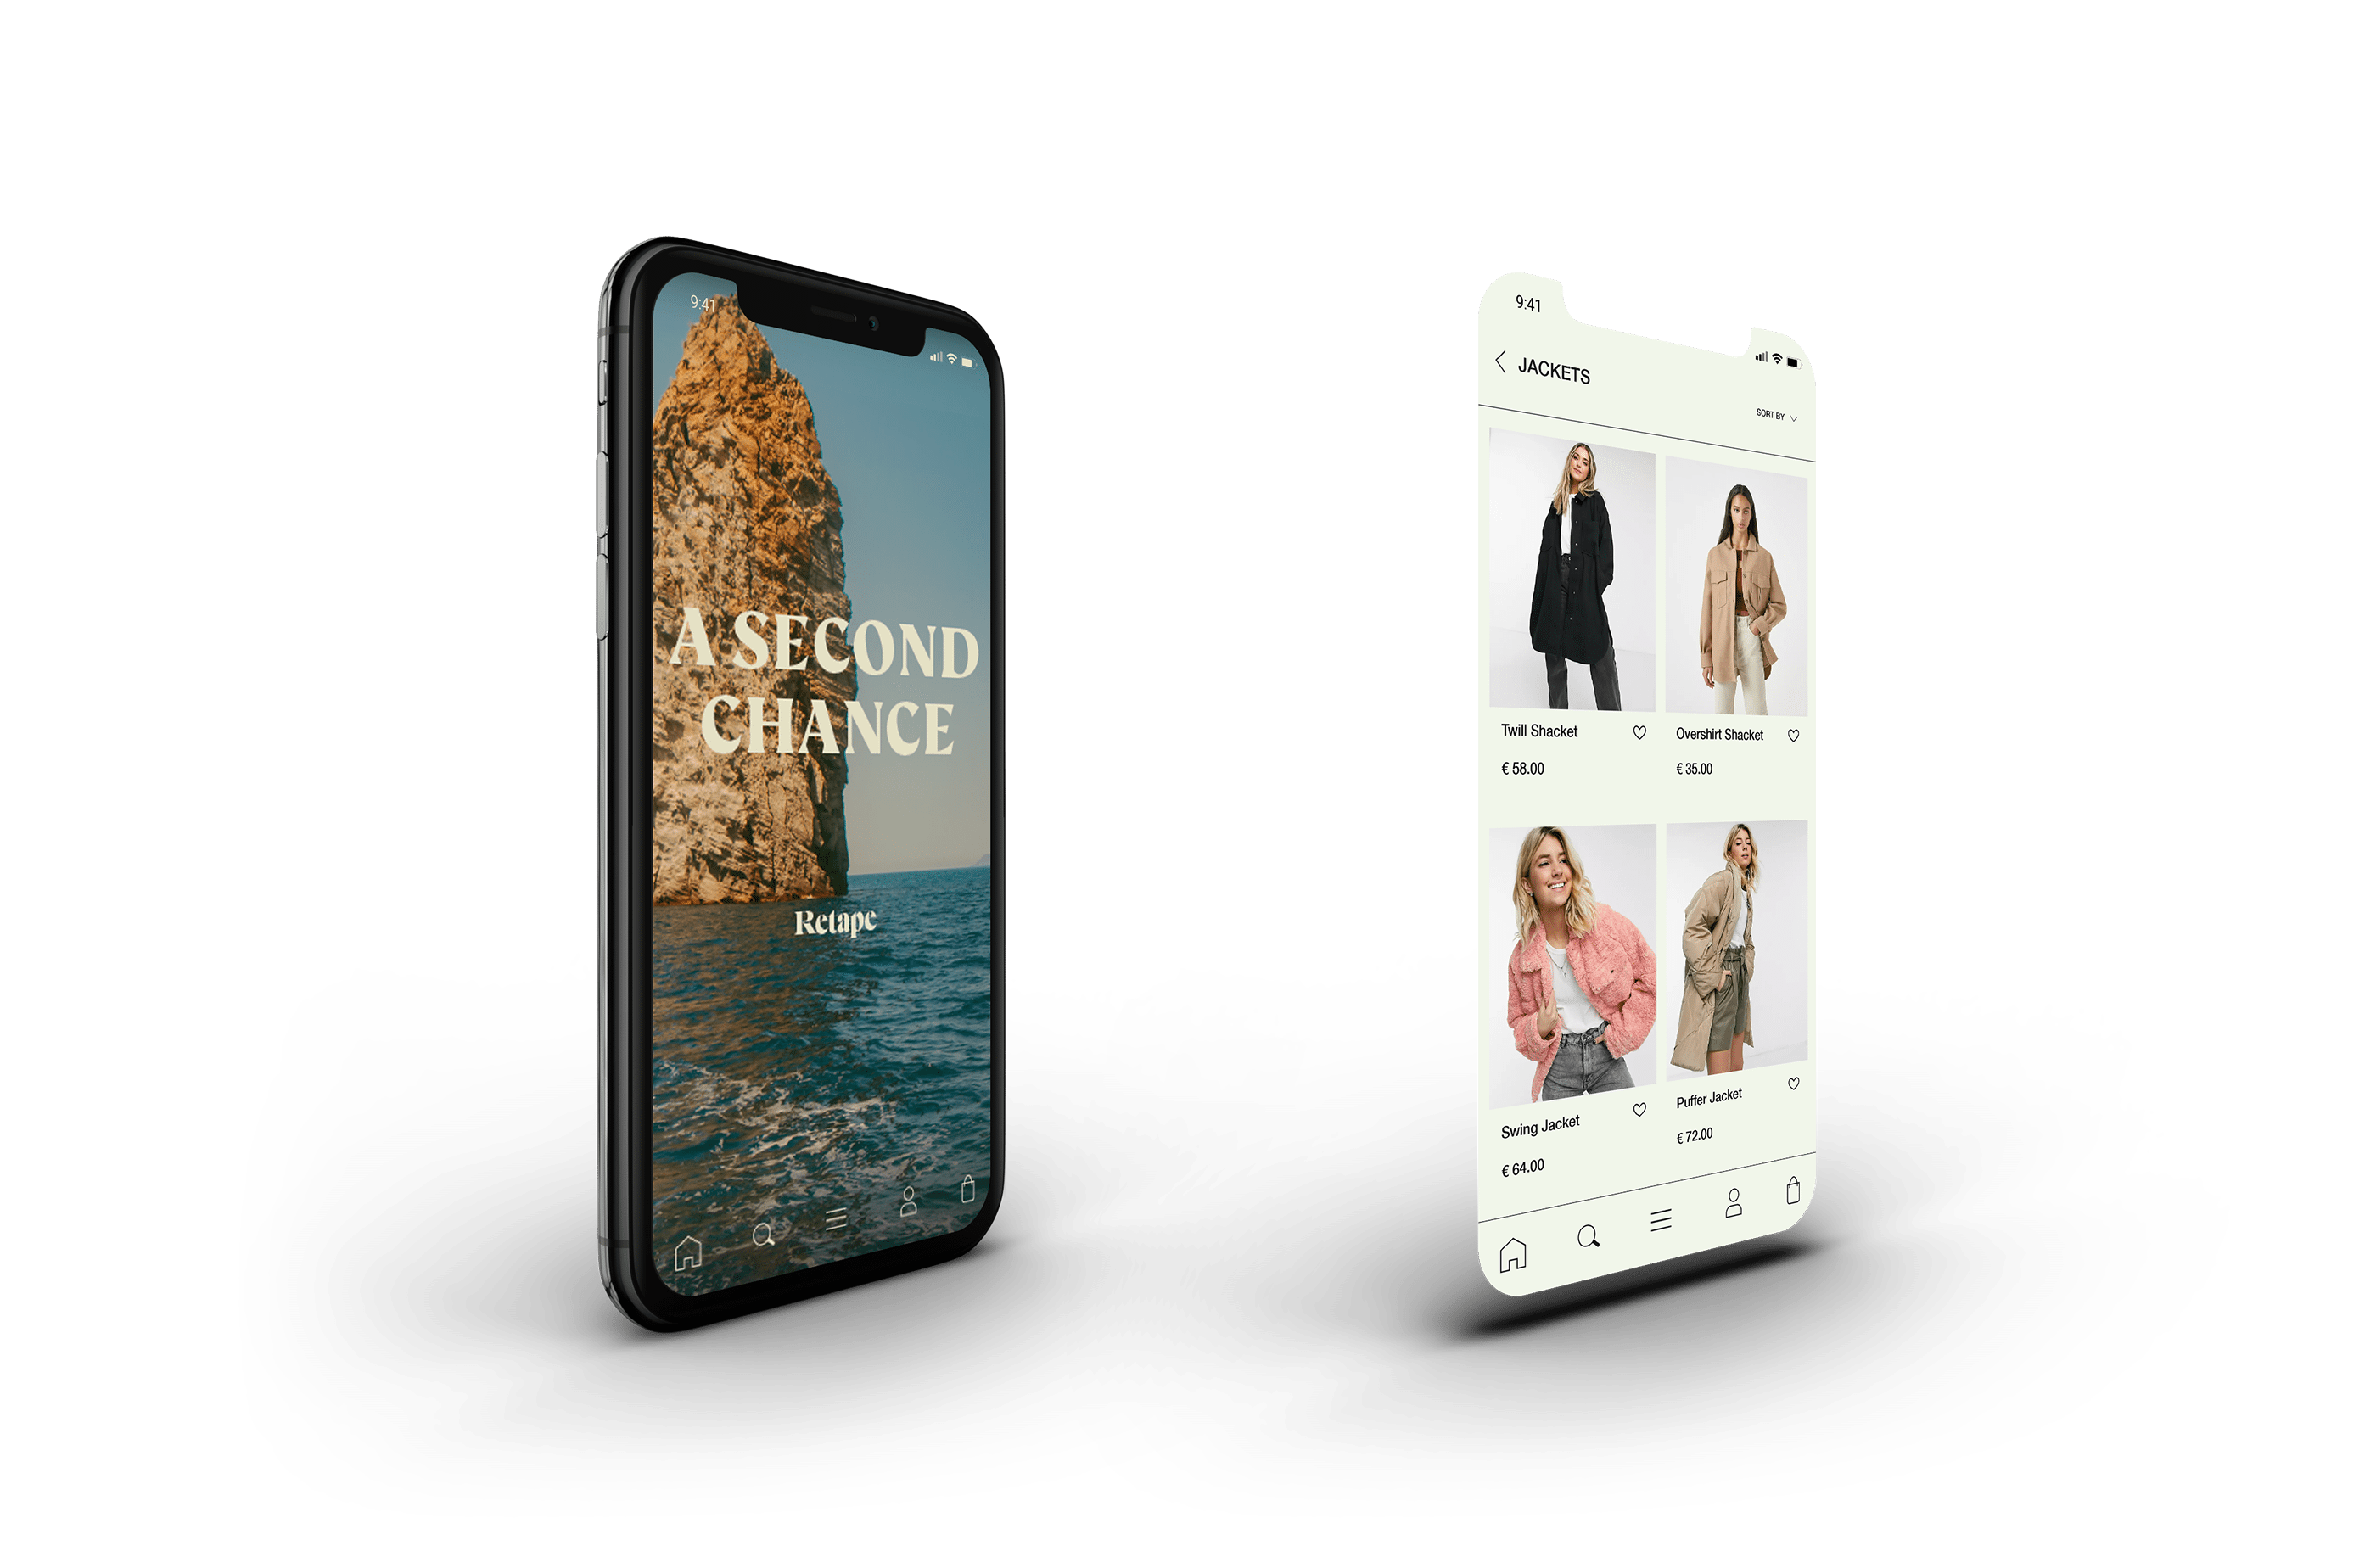 9:41
A SECOND
CHANCE
Retape
9:41
JACKETS
SORT BY
Twill Shacket
€ 58.00
Overshirt Shacket
€ 35.00
Swing Jacket
€ 64.00
Puffer Jacket
€ 72.00